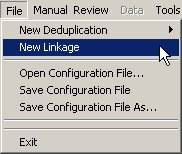 File Manual Review Data Tools
New Deduplication
New Linkage
Open Configuration File...
Save Configuration File
Save Configuration File As...
Exit